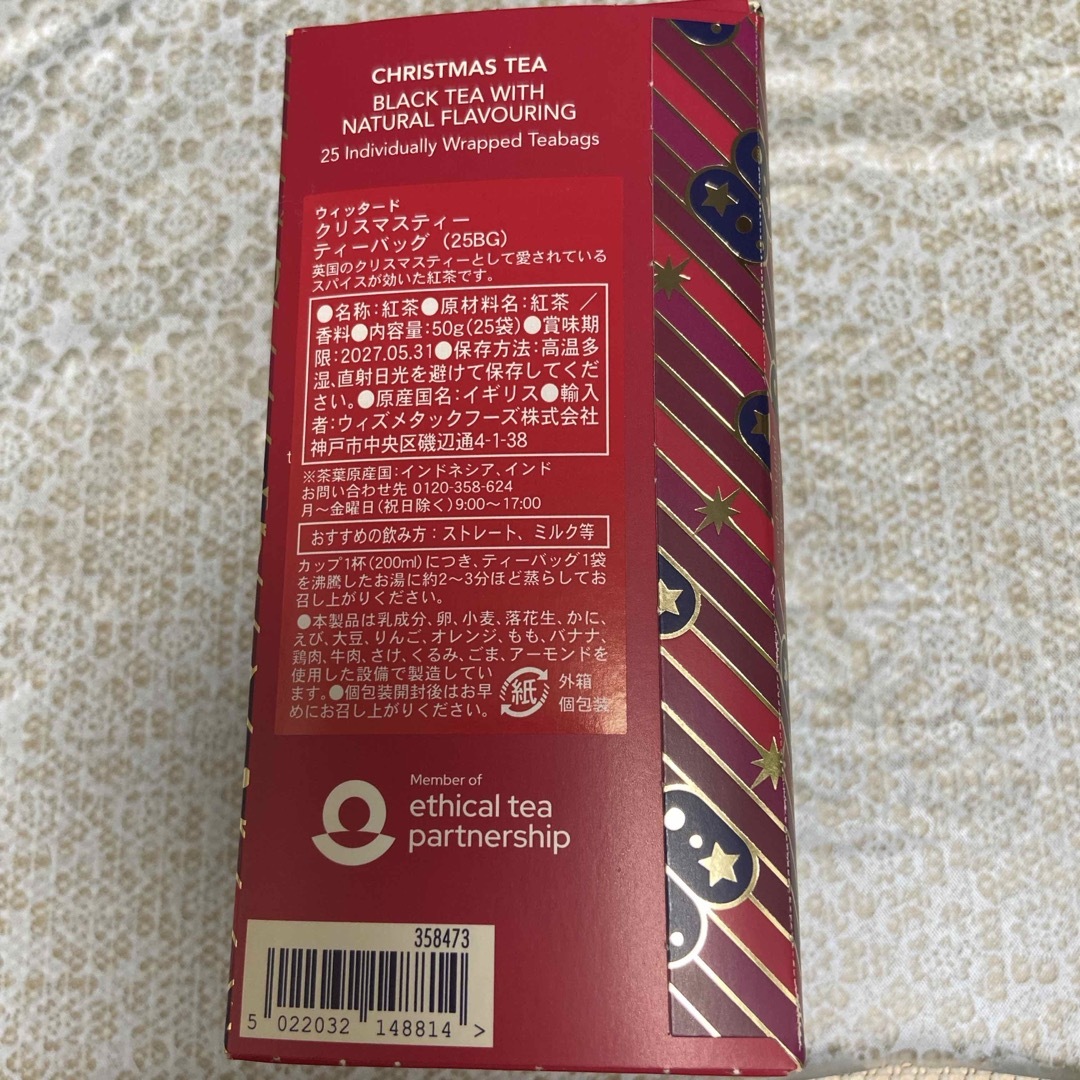 CHRISTMAS TEA
BLACK TEA WITH
NATURAL FLAVOURING
25 Individually Wrapped Teabags
ウィッタード
クリスマスティー
ティーバッグ（25BG）
英国のクリスマスティーとして愛されている
スパイスが効いた紅茶です。
●名称：紅茶●原材料名：紅茶／
香料●内容量：50g（25袋）●賞味期
限：2027.05.31●保存方法：高温多
湿、直射日光を避けて保存してくだ
さい。●原産国名：イギリス●輸入
者：ウィズメタックフーズ株式会社
神戸市中央区磯辺通4-1-38
※茶葉原産国：インドネシア、インド
お問い合わせ先 0120-358-624
月〜金曜日（祝日除く）9:00〜17:00
おすすめの飲み方：ストレート、ミルク等
カップ1杯（200ml）につき、ティーバッグ1袋
を沸騰したお湯に約2〜3分ほど蒸らしてお
召し上がりください。
●本製品は乳成分、卵、小麦、落花生、かに、
えび、大豆、りんご、オレンジ、もも、バナナ、
鶏肉、牛肉、さけ、くるみ、ごま、アーモンドを
使用した設備で製造してい
ます。●個包装開封後はお早
めにお召し上がりください。
紙
外箱
個包装
Member of
ethical tea
partnership
358473
5 022032 148814 >